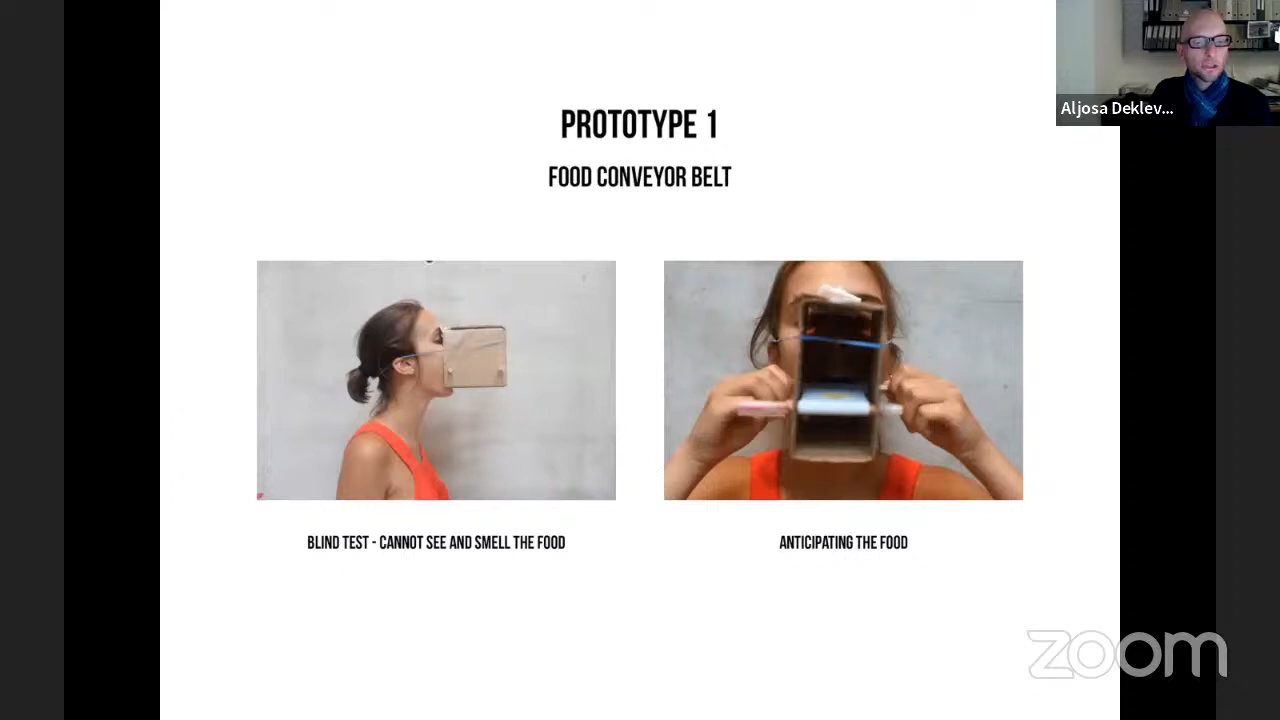 PROTOTYPE 1
FOOD CONVEYOR BELT
Aljosa Deklev...
BLIND TEST - CANNOT SEE AND SMELL THE FOOD
ANTICIPATING THE FOOD
zoom